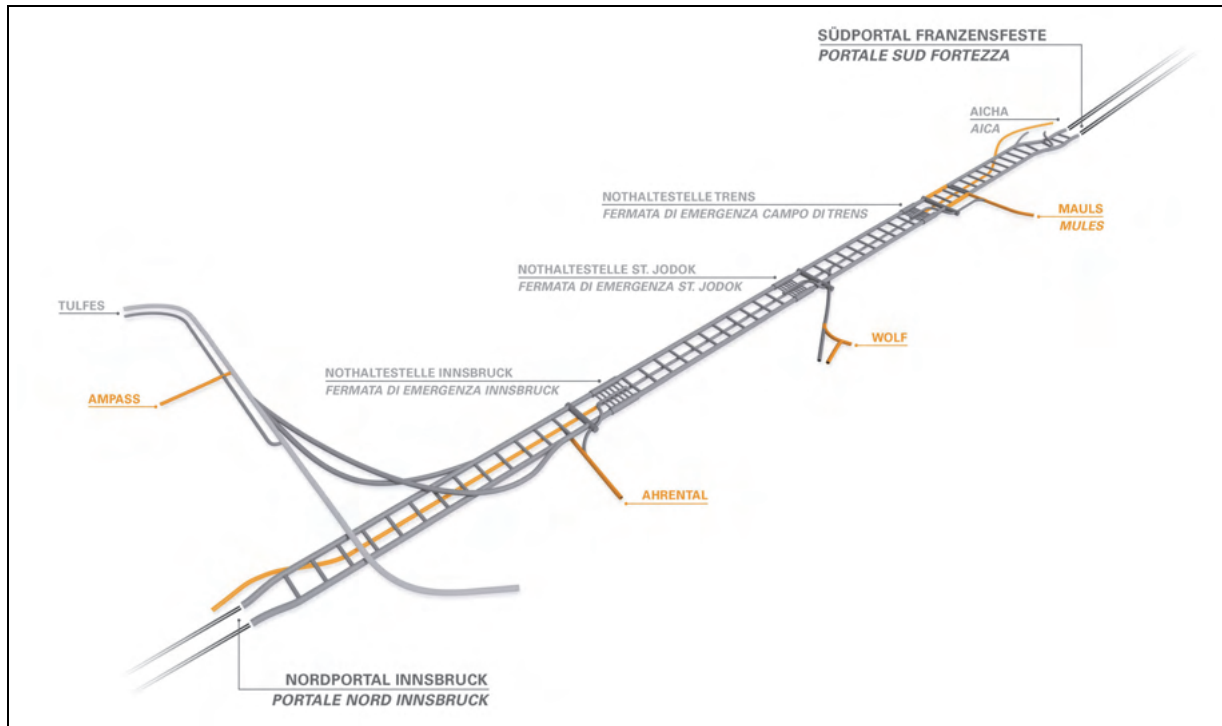 SÜDPORTAL FRANZENSFESTE
PORTALE SUD FORTEZZA
AICHA
AICA
NOTHALTESTELLE TRENS
FERMATA DI EMERGENZA CAMPO DI TRENS
MAULS
MULES
NOTHALTESTELLE ST. JODOK
FERMATA DI EMERGENZA ST. JODOK
TULFES
WOLF
NOTHALTESTELLE INNSBRUCK
FERMATA DI EMERGENZA INNSBRUCK
AMPASS
AHRENTAL
NORDPORTAL INNSBRUCK
PORTALE NORD INNSBRUCK